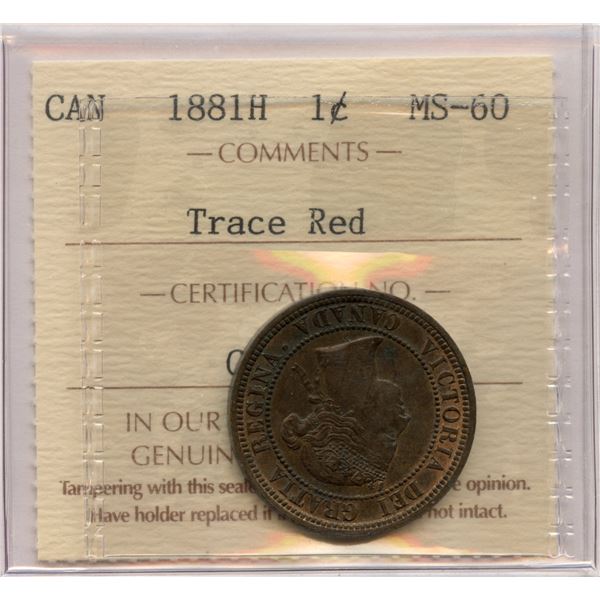 CAN 1881H 1¢ MS-60
— COMMENTS —
Trace Red
— CERTIFICATION NO. —
IN OUR
GENUIN
Tampering with this seale e opinion.
Have holder replaced if not intact.
VICTORIA DEI GRATIA REGINA. CANADA